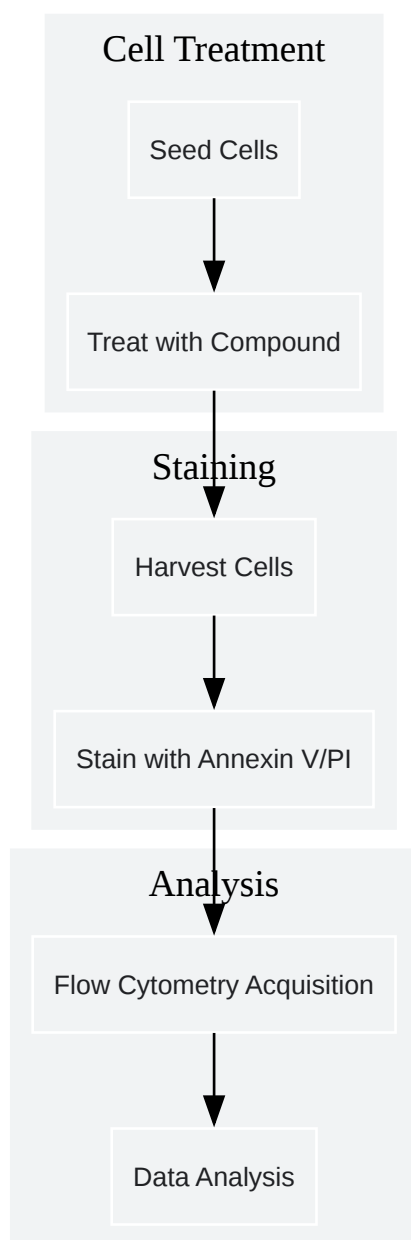 Cell Treatment
Seed Cells
Treat with Compound
Staining
Harvest Cells
Stain with Annexin V/PI
Analysis
Flow Cytometry Acquisition
Data Analysis